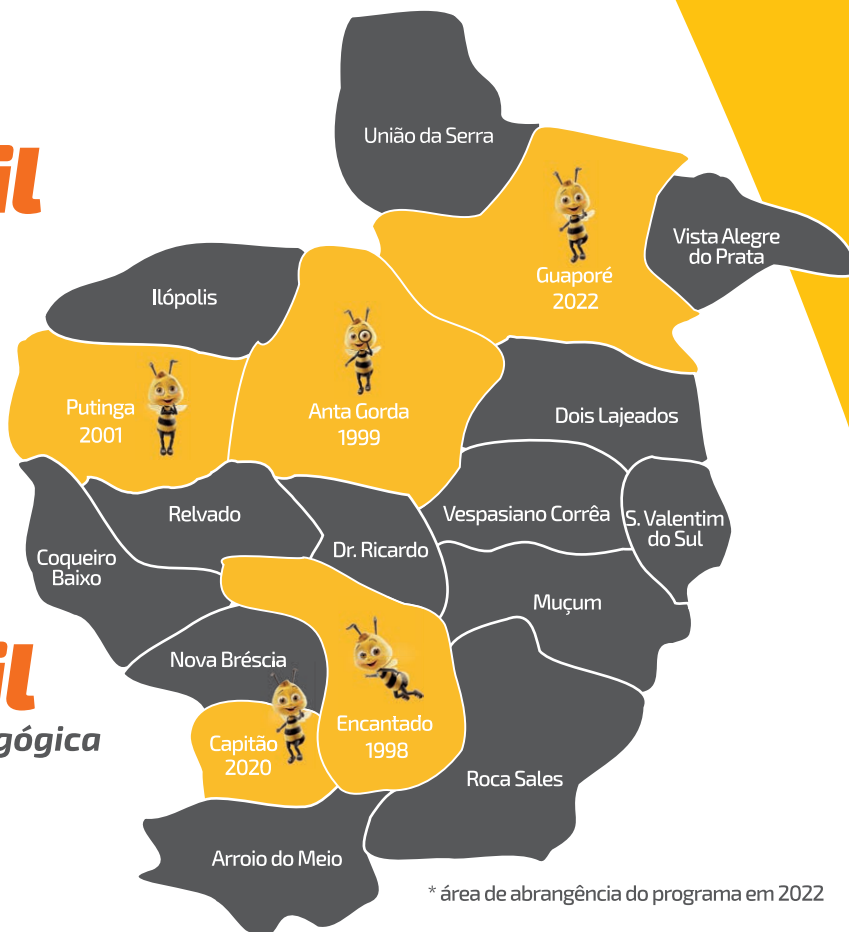 União da Serra
il
Vista Alegre
do Prata
Guaporé
2022
Ilópolis
Putinga
2001
Anta Gorda
1999
Dois Lajeados
Relvado
Vespasiano Corrêa
S. Valentim
do Sul
Dr. Ricardo
Coqueiro
Baixo
Muçum
Nova Bréscia
il
gógica
Capitão
2020
Encantado
1998
Roca Sales
Arroio do Meio
* área de abrangência do programa em 2022